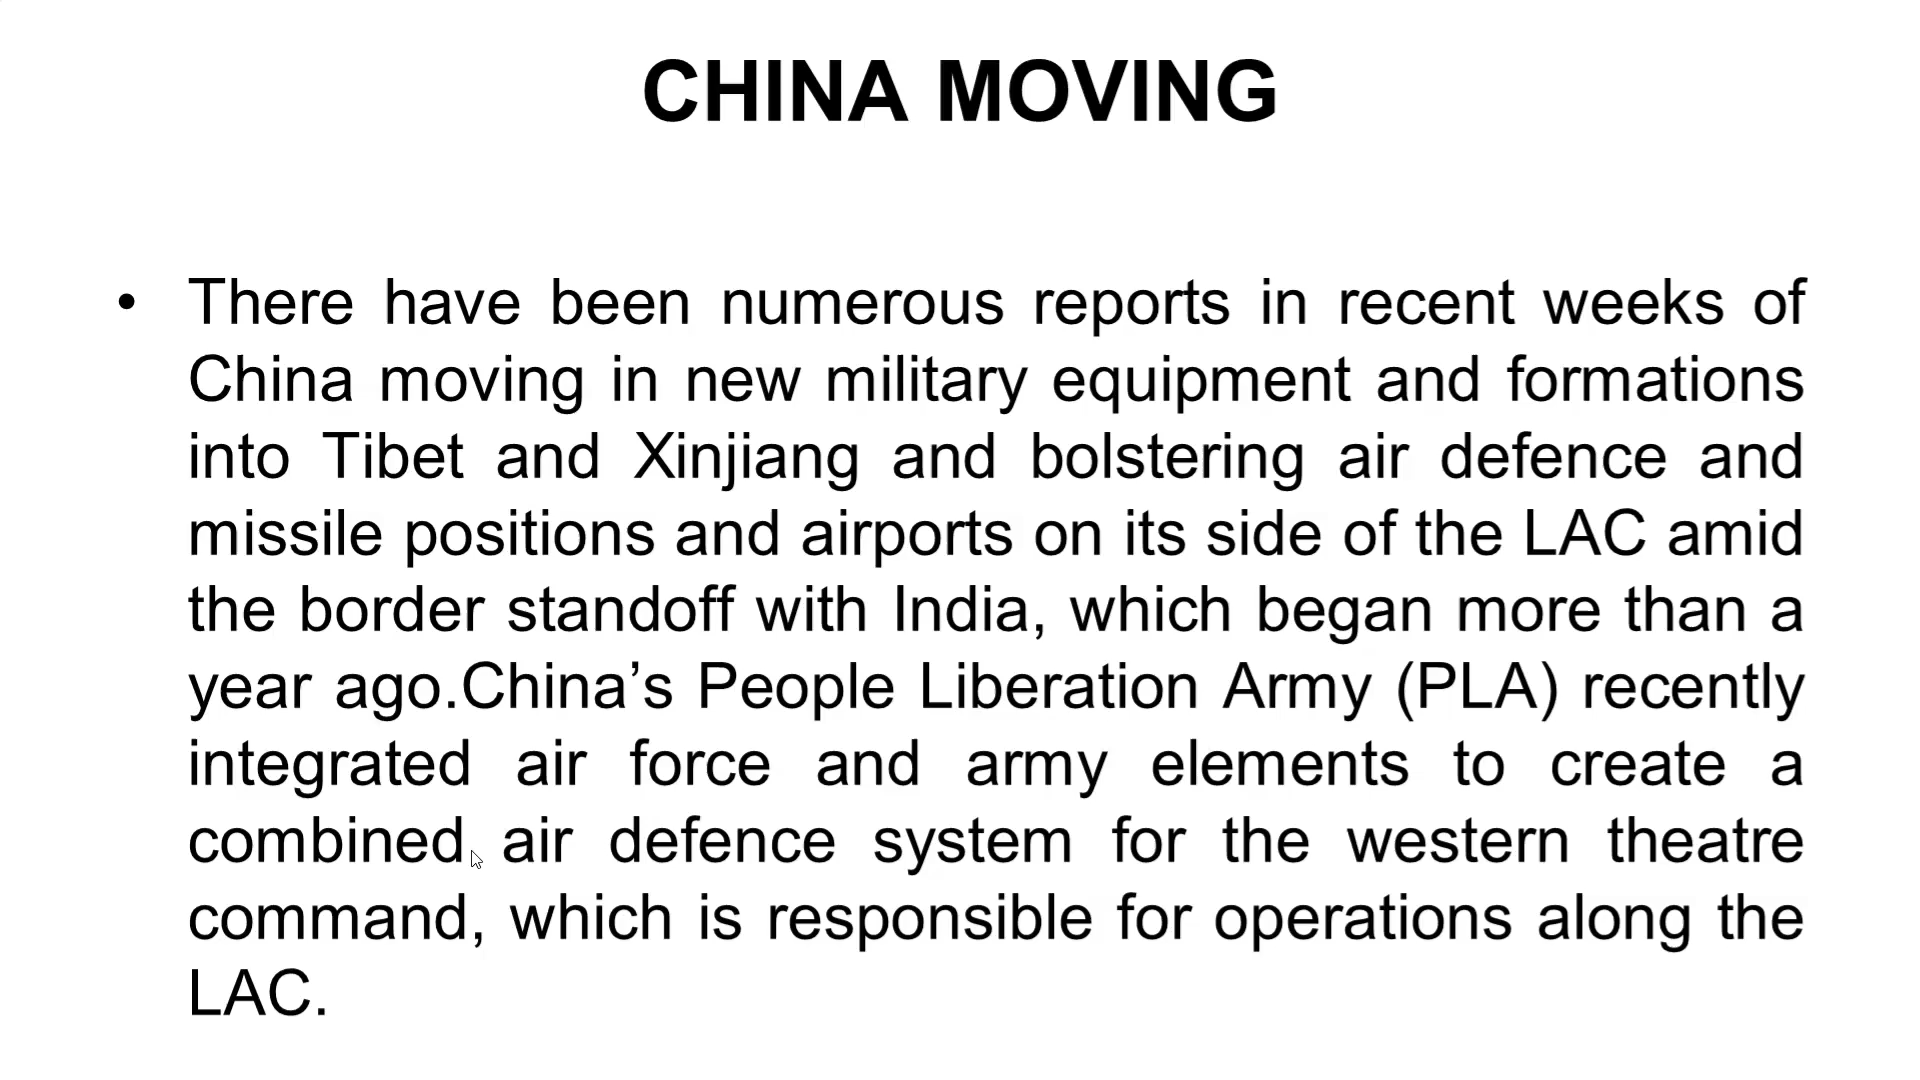 CHINA MOVING
• There have been numerous reports in recent weeks of
China moving in new military equipment and formations
into Tibet and Xinjiang and bolstering air defence and
missile positions and airports on its side of the LAC amid
the border standoff with India, which began more than a
year ago.China’s People Liberation Army (PLA) recently
integrated air force and army elements to create a
combined air defence system for the western theatre
command, which is responsible for operations along the
LAC.